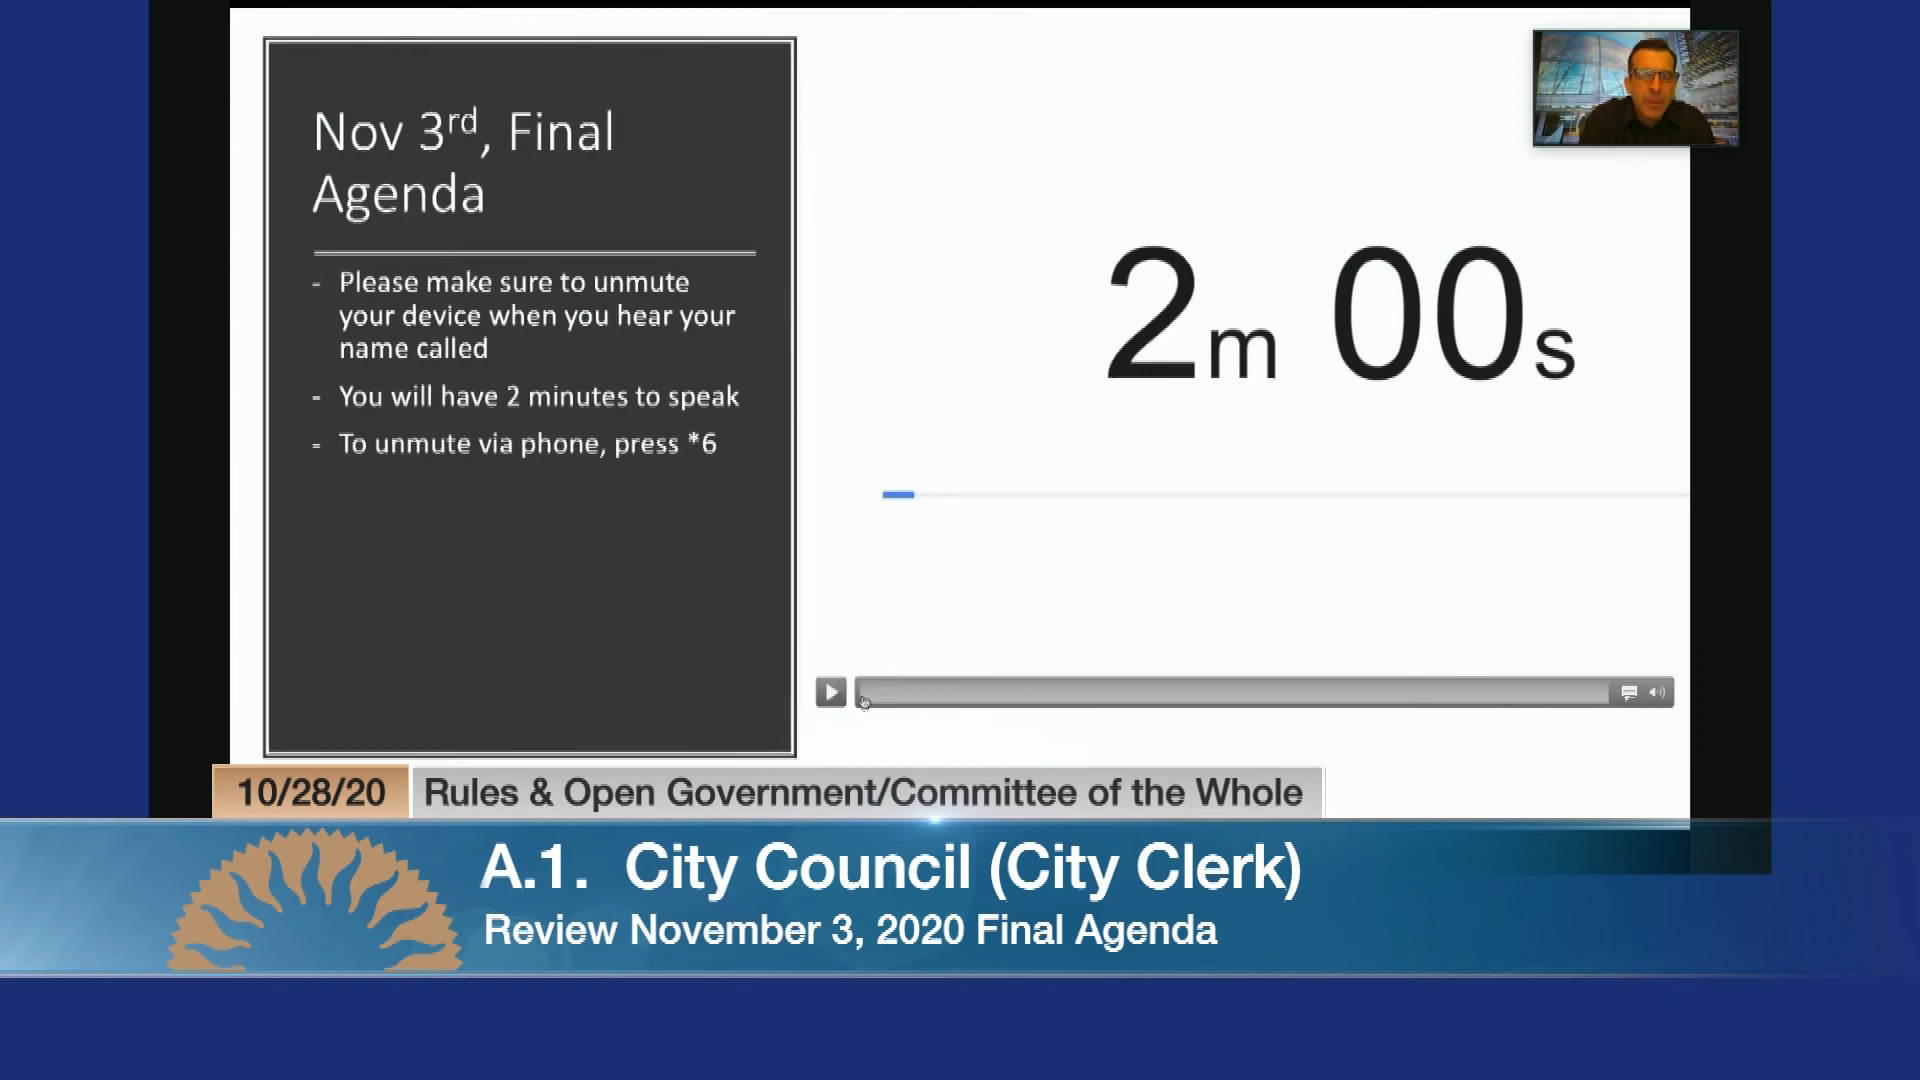 Nov 3rd, Final
Agenda
- Please make sure to unmute
your device when you hear your
name called
- You will have 2 minutes to speak
- To unmute via phone, press *6
2m 00s
10/28/20 Rules & Open Government/Committee of the Whole
A.1. City Council (City Clerk)
Review November 3, 2020 Final Agenda